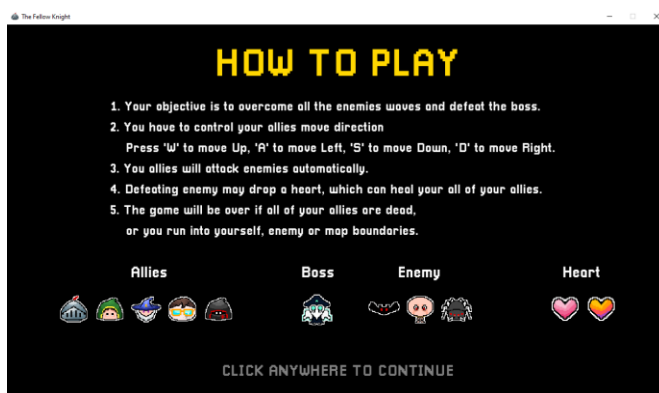 The Fellow Knight
HOW TO PLAY
1. Your objective is to overcome all the enemies waves and defeat the boss.
2. You have to control your allies move direction
Press 'W' to move Up, 'A' to move Left, 'S' to move Down, 'D' to move Right.
3. You allies will attack enemies automatically.
4. Defeating enemy may drop a heart, which can heal your all of your allies.
5. The game will be over if all of your allies are dead,
or you run into yourself, enemy or map boundaries.
Allies Boss Enemy Heart
CLICK ANYWHERE TO CONTINUE